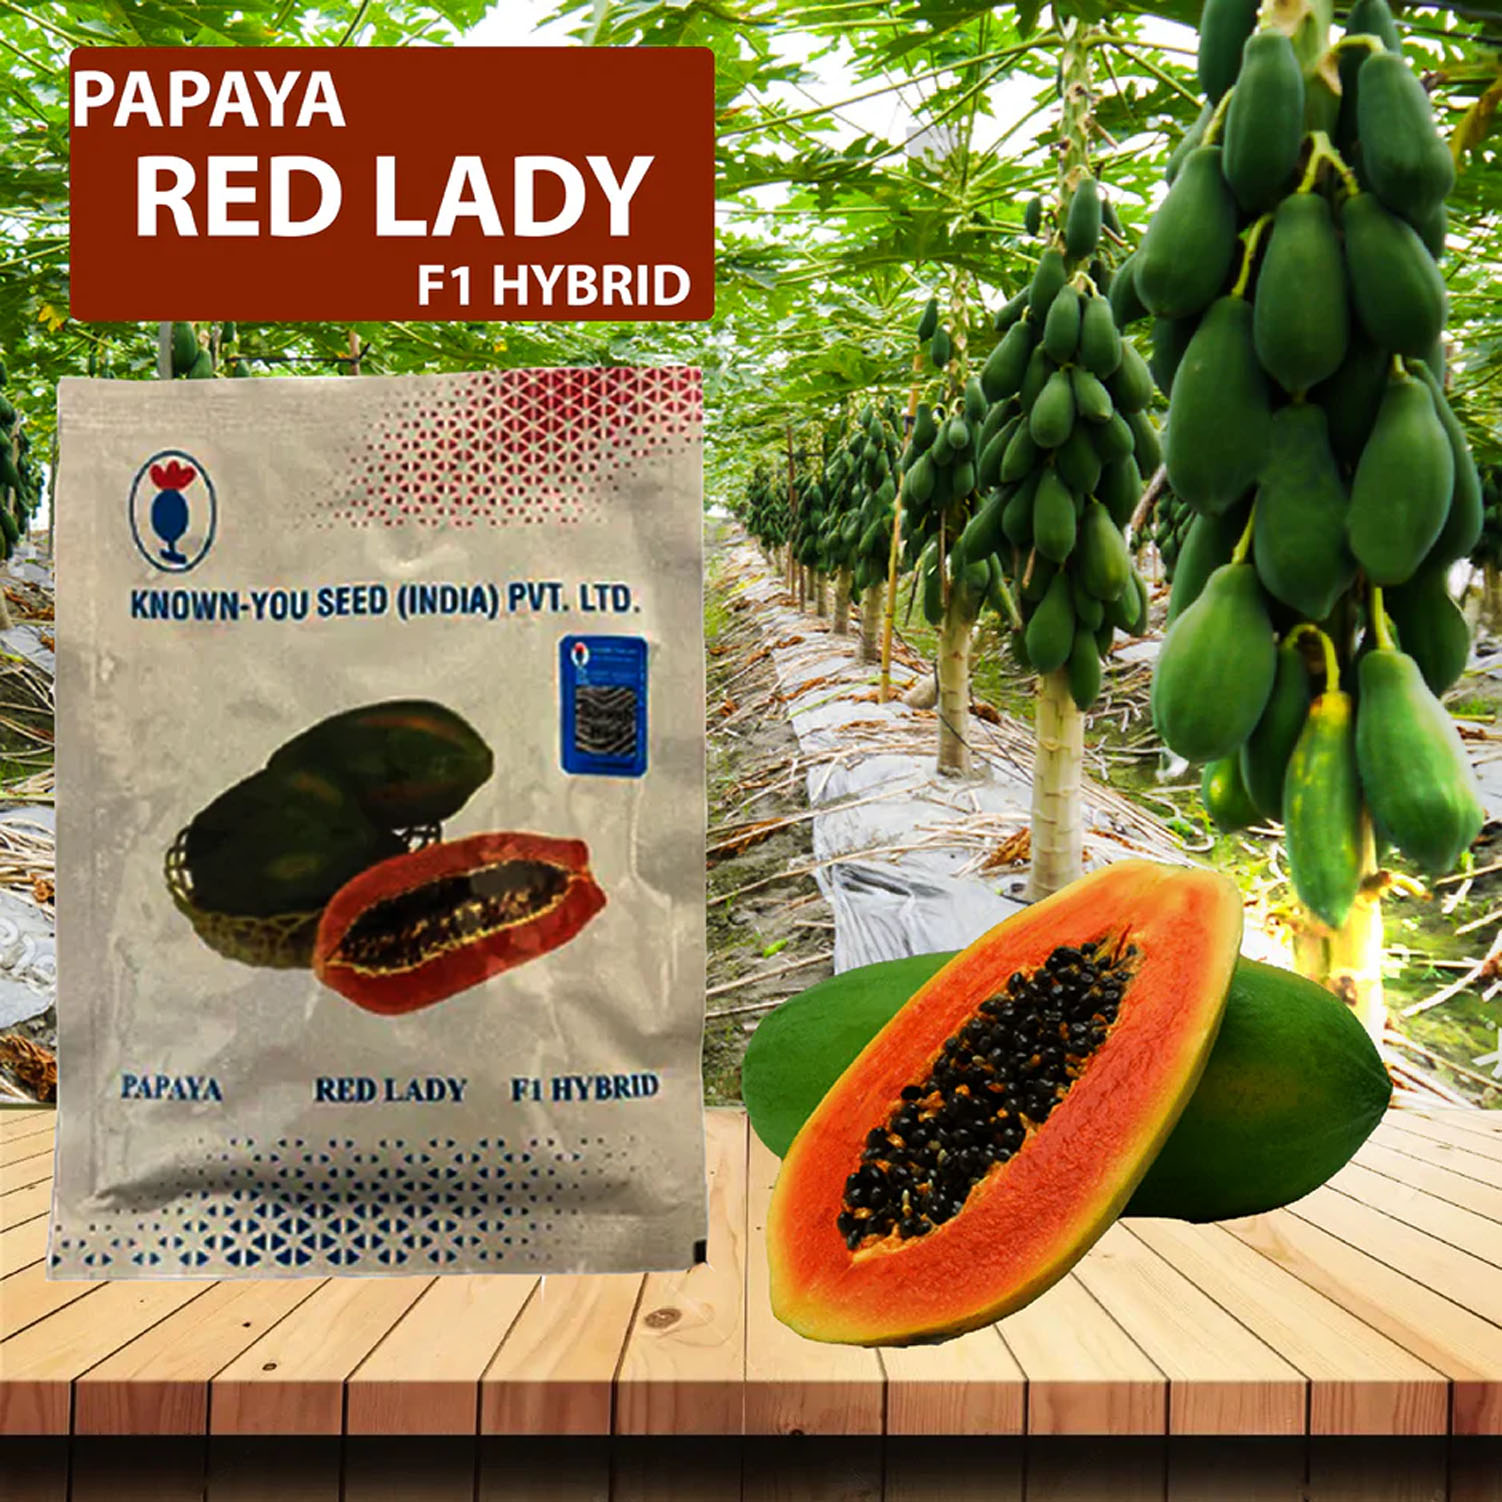 PAPAYA
RED LADY
F1 HYBRID
KNOWN-YOU SEED (INDIA) PVT. LTD.
PAPAYA RED LADY F1 HYBRID